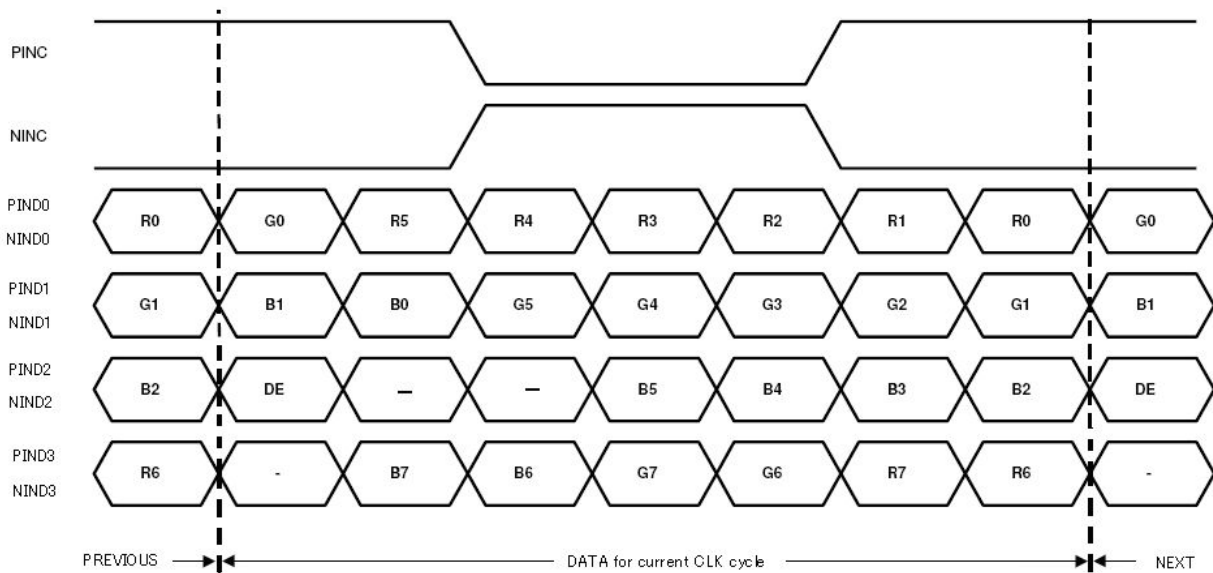 PINC
NINC
PIND0
NIND0
R0 G0 R5 R4 R3 R2 R1 R0 G0
PIND1
NIND1
G1 B1 B0 G5 G4 G3 G2 G1 B1
PIND2
NIND2
B2 DE — — B5 B4 B3 B2 DE
PIND3
NIND3
R6 - B7 B6 G7 G6 R7 R6 -
PREVIOUS DATA for current CLK cycle NEXT